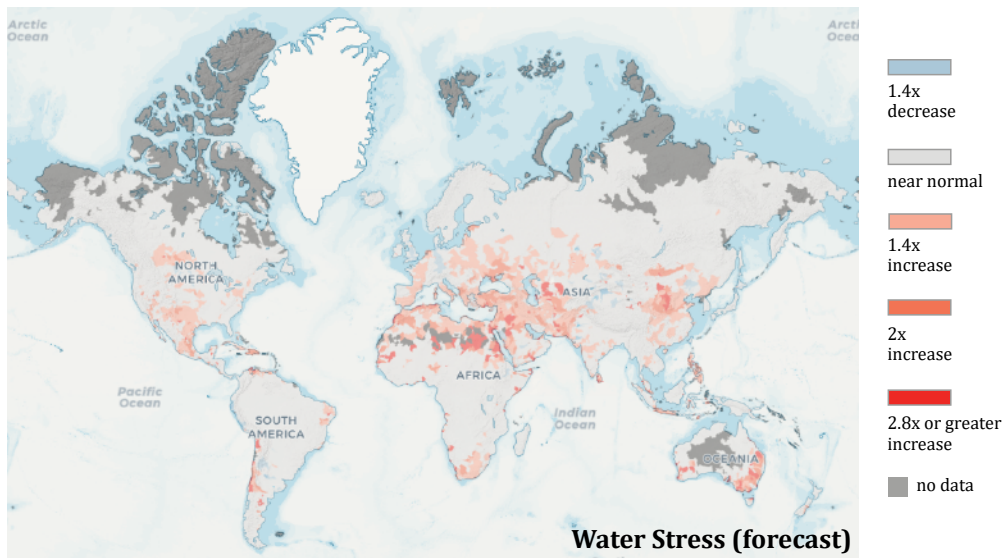 Arctic
Ocean
Arctic
Ocean
NORTH
AMERICA
ASIA
AFRICA
Pacific
Ocean
SOUTH
AMERICA
Indian
Ocean
OCEANIA
Water Stress (forecast)
1.4x
decrease
near normal
1.4x
increase
2x
increase
2.8x or greater
increase
no data